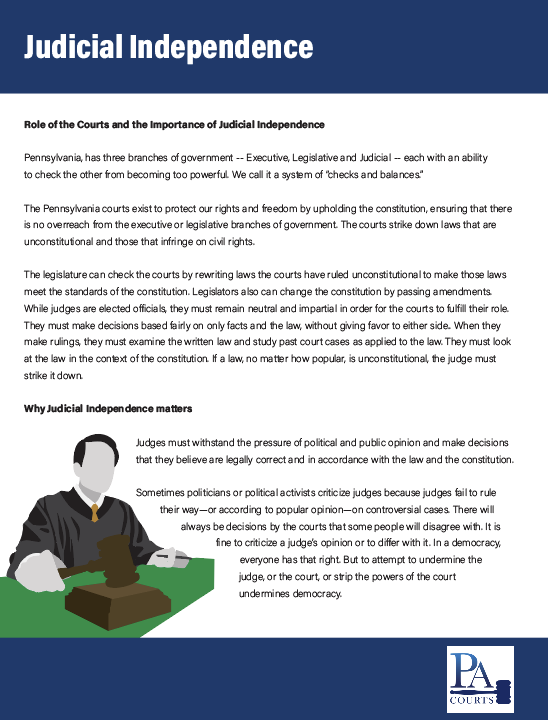 Judicial Independence
Role of the Courts and the Importance of Judicial Independence
Pennsylvania, has three branches of government -- Executive, Legislative and Judicial -- each with an ability
to check the other from becoming too powerful. We call it a system of "checks and balances."
The Pennsylvania courts exist to protect our rights and freedom by upholding the constitution, ensuring that there
is no overreach from the executive or legislative branches of government. The courts strike down laws that are
unconstitutional and those that infringe on civil rights.
The legislature can check the courts by rewriting laws the courts have ruled unconstitutional to make those laws
meet the standards of the constitution. Legislators also can change the constitution by passing amendments.
While judges are elected officials, they must remain neutral and impartial in order for the courts to fulfill their role.
They must make decisions based fairly on only facts and the law, without giving favor to either side. When they
make rulings, they must examine the written law and study past court cases as applied to the law. They must look
at the law in the context of the constitution. If a law, no matter how popular, is unconstitutional, the judge must
strike it down.
Why Judicial Independence matters
Judges must withstand the pressure of political and public opinion and make decisions
that they believe are legally correct and in accordance with the law and the constitution.
Sometimes politicians or political activists criticize judges because judges fail to rule
their way—or according to popular opinion—on controversial cases. There will
always be decisions by the courts that some people will disagree with. It is
fine to criticize a judge's opinion or to differ with it. In a democracy,
everyone has that right. But to attempt to undermine the
judge, or the court, or strip the powers of the court
undermines democracy.
PA
COURTS